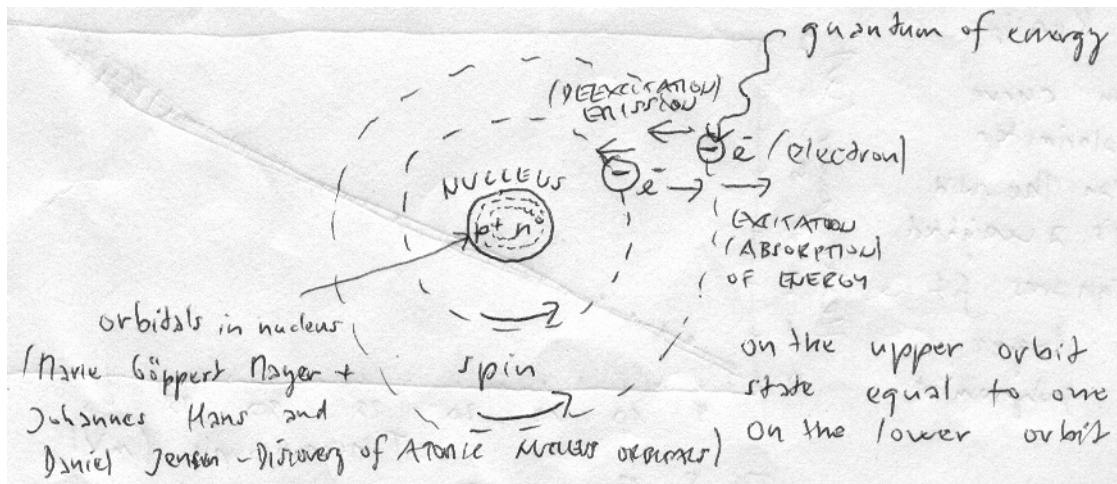 quantum of energy
(DEEXCITATION)
EMISSION
e̅ (electron)
NUCLEUS
e̅
p⁺ n⁰
EXCITATION
(ABSORPTION)
OF ENERGY
orbitals in nucleus
(Marie Göppert Mayer +
Johannes Hans and
Daniel Jensen - Discovery of ATOMIC NUCLEUS ORBITALS)
spin
on the upper orbit
state equal to one
on the lower orbit